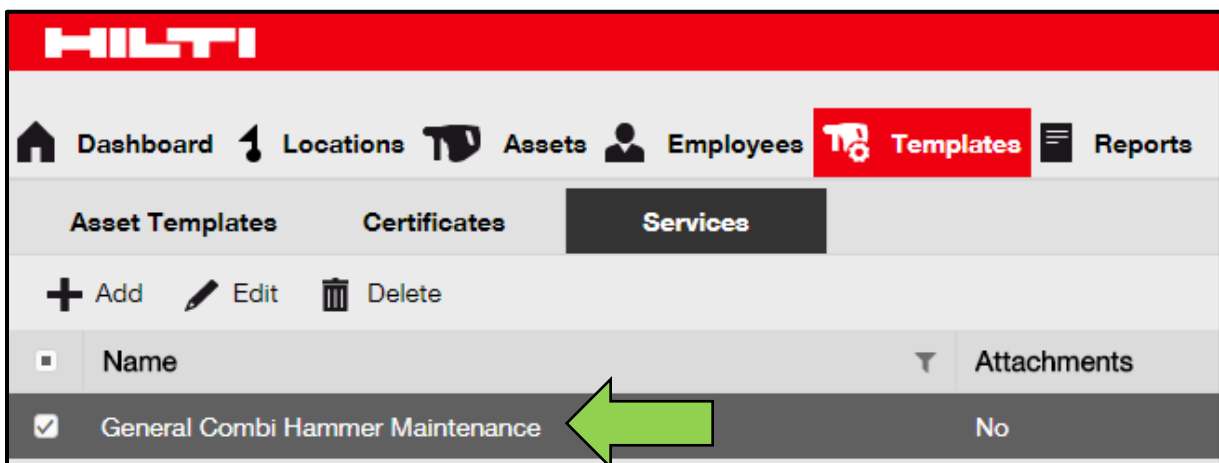 HILTI
Dashboard Locations Assets Employees Templates Reports
Asset Templates Certificates Services
Add Edit Delete
Name Attachments
General Combi Hammer Maintenance No